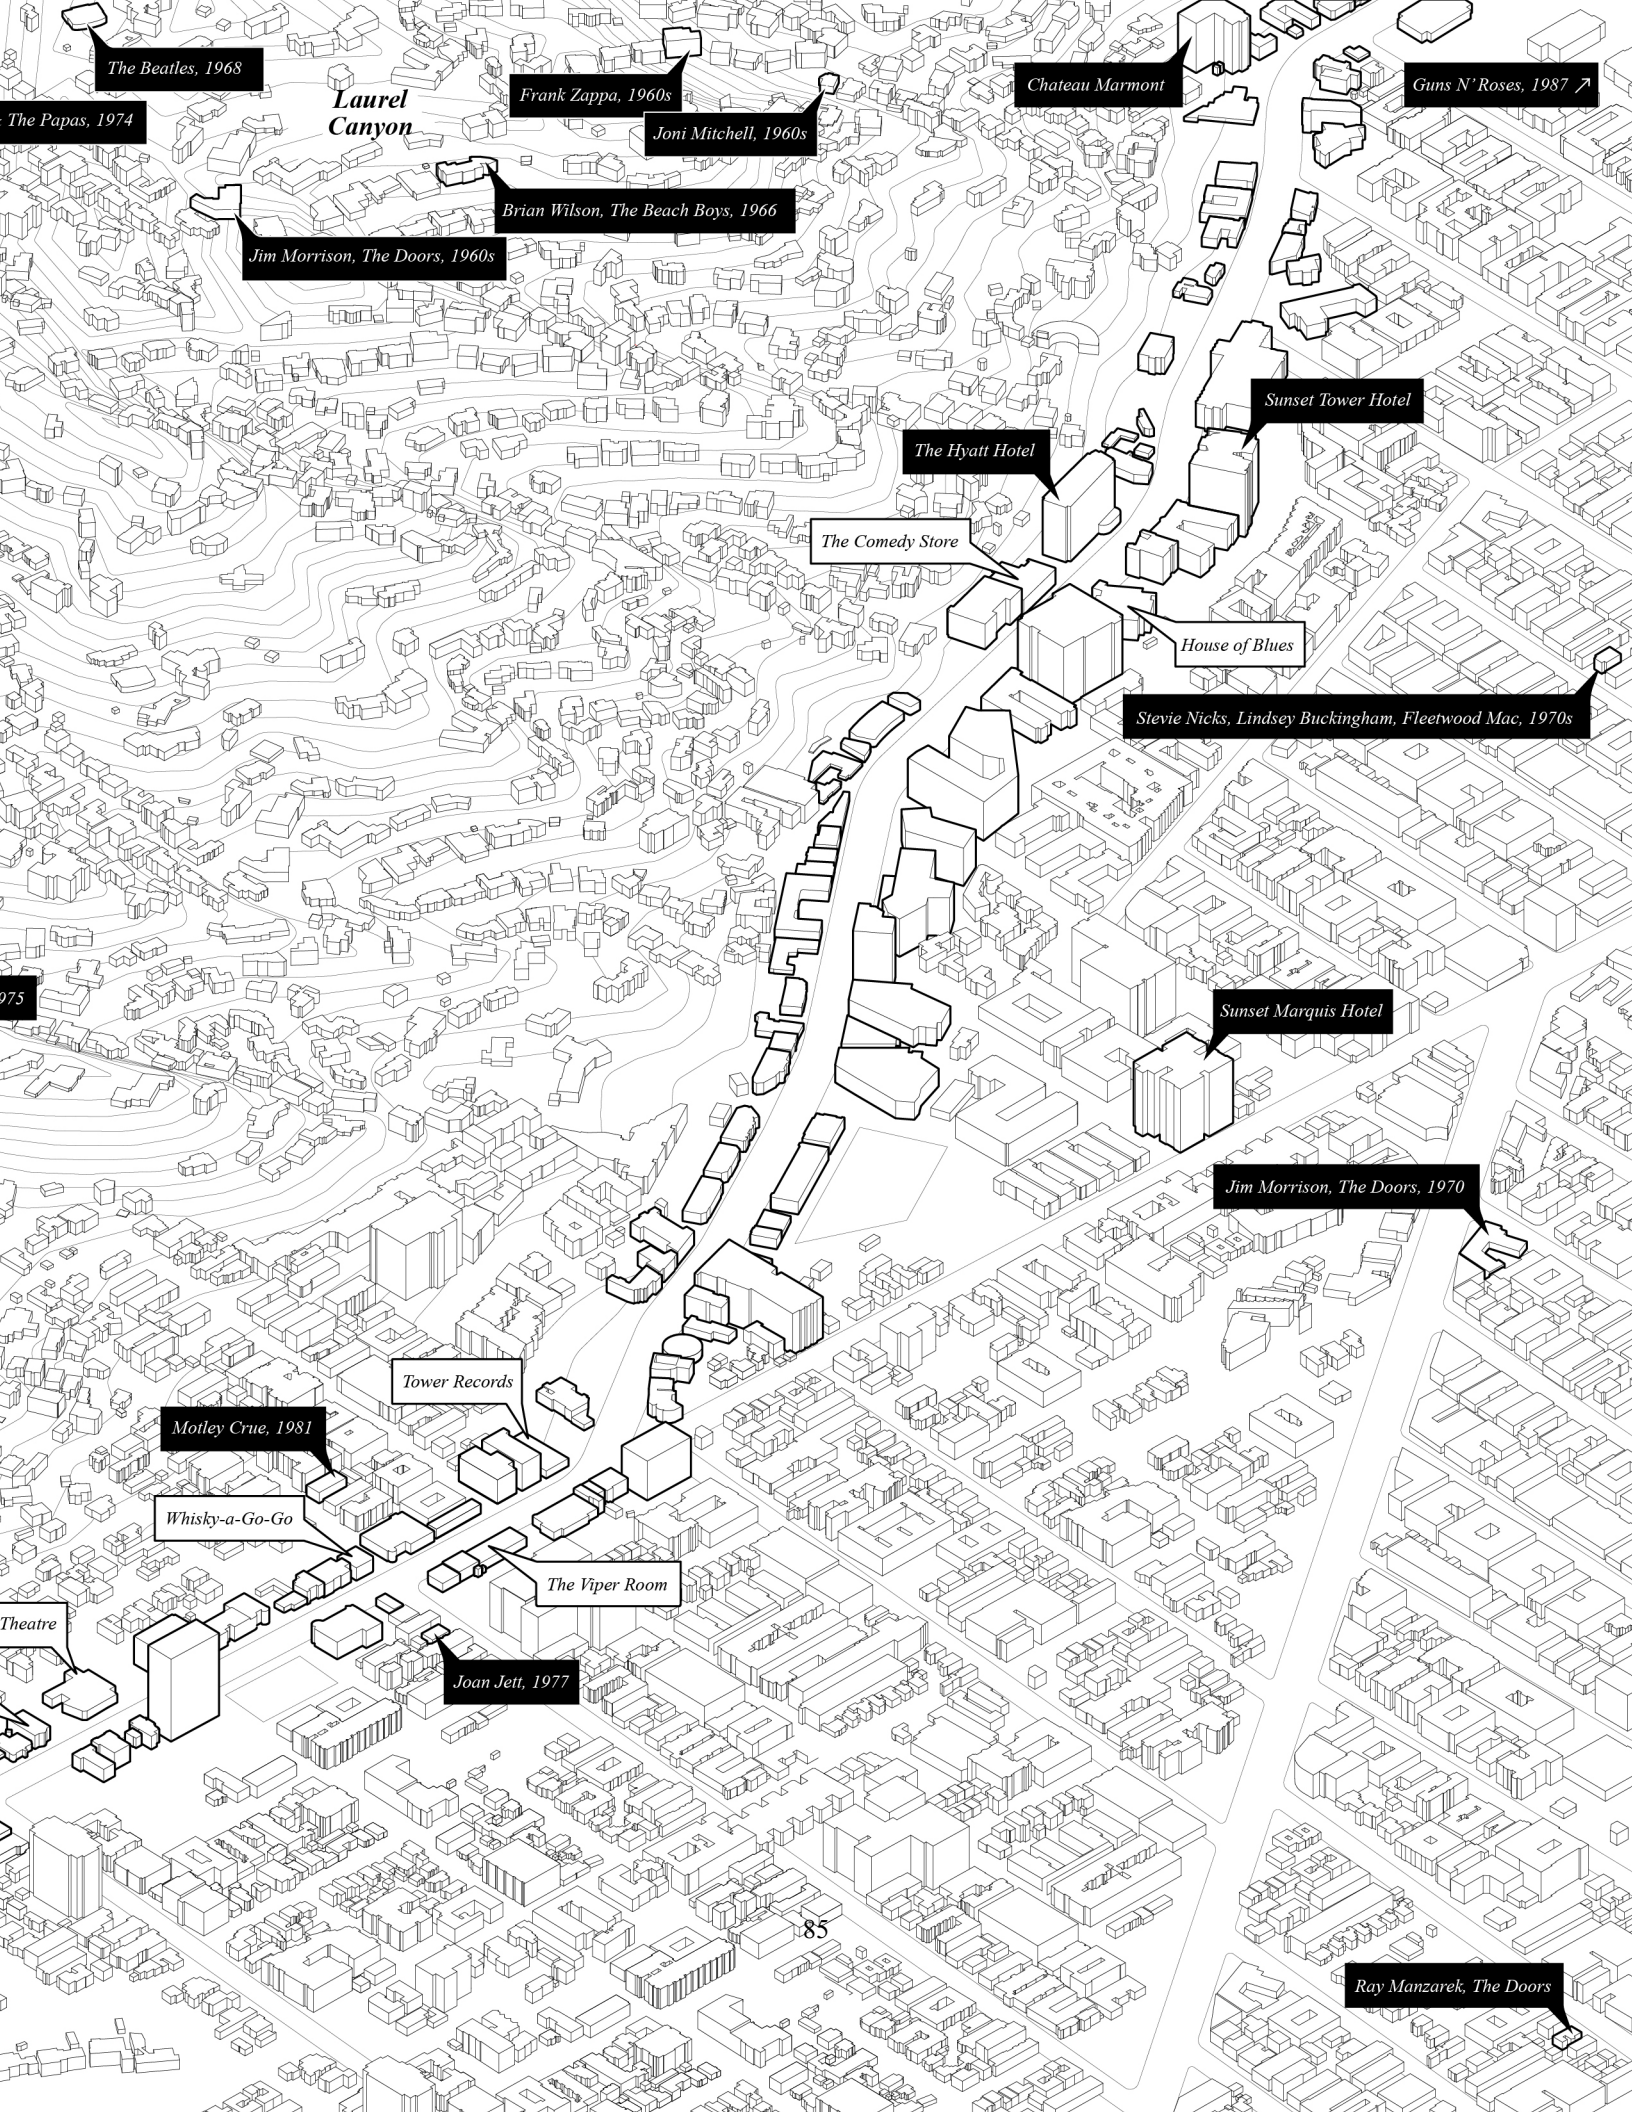 The Beatles, 1968
Frank Zappa, 1960s
Chateau Marmont
Guns N’ Roses, 1987 ↗
The Papas, 1974
Laurel
Canyon
Joni Mitchell, 1960s
Brian Wilson, The Beach Boys, 1966
Jim Morrison, The Doors, 1960s
Sunset Tower Hotel
The Hyatt Hotel
The Comedy Store
House of Blues
Stevie Nicks, Lindsey Buckingham, Fleetwood Mac, 1970s
975
Sunset Marquis Hotel
Jim Morrison, The Doors, 1970
Tower Records
Motley Crue, 1981
Whisky-a-Go-Go
The Viper Room
Theatre
Joan Jett, 1977
85
Ray Manzarek, The Doors